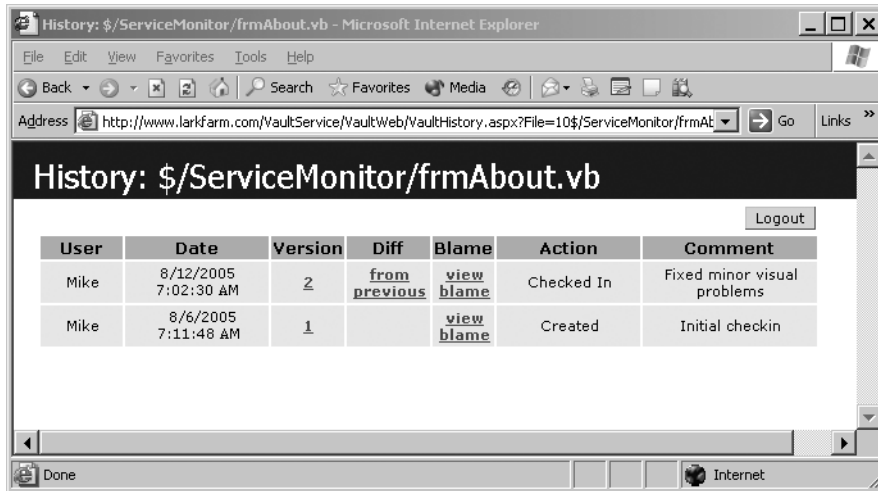 History: $/ServiceMonitor/frmAbout.vb - Microsoft Internet Explorer
File Edit View Favorites Tools Help
Back Search Favorites Media
Address http://www.larkfarm.com/VaultService/VaultWeb/VaultHistory.aspx?File=10$/ServiceMonitor/frmAb Go Links »
History: $/ServiceMonitor/frmAbout.vb
Logout
User Date Version Diff Blame Action Comment
Mike 8/12/2005 7:02:30 AM 2 from previous view blame Checked In Fixed minor visual problems
Mike 8/6/2005 7:11:48 AM 1 view blame Created Initial checkin
Done Internet